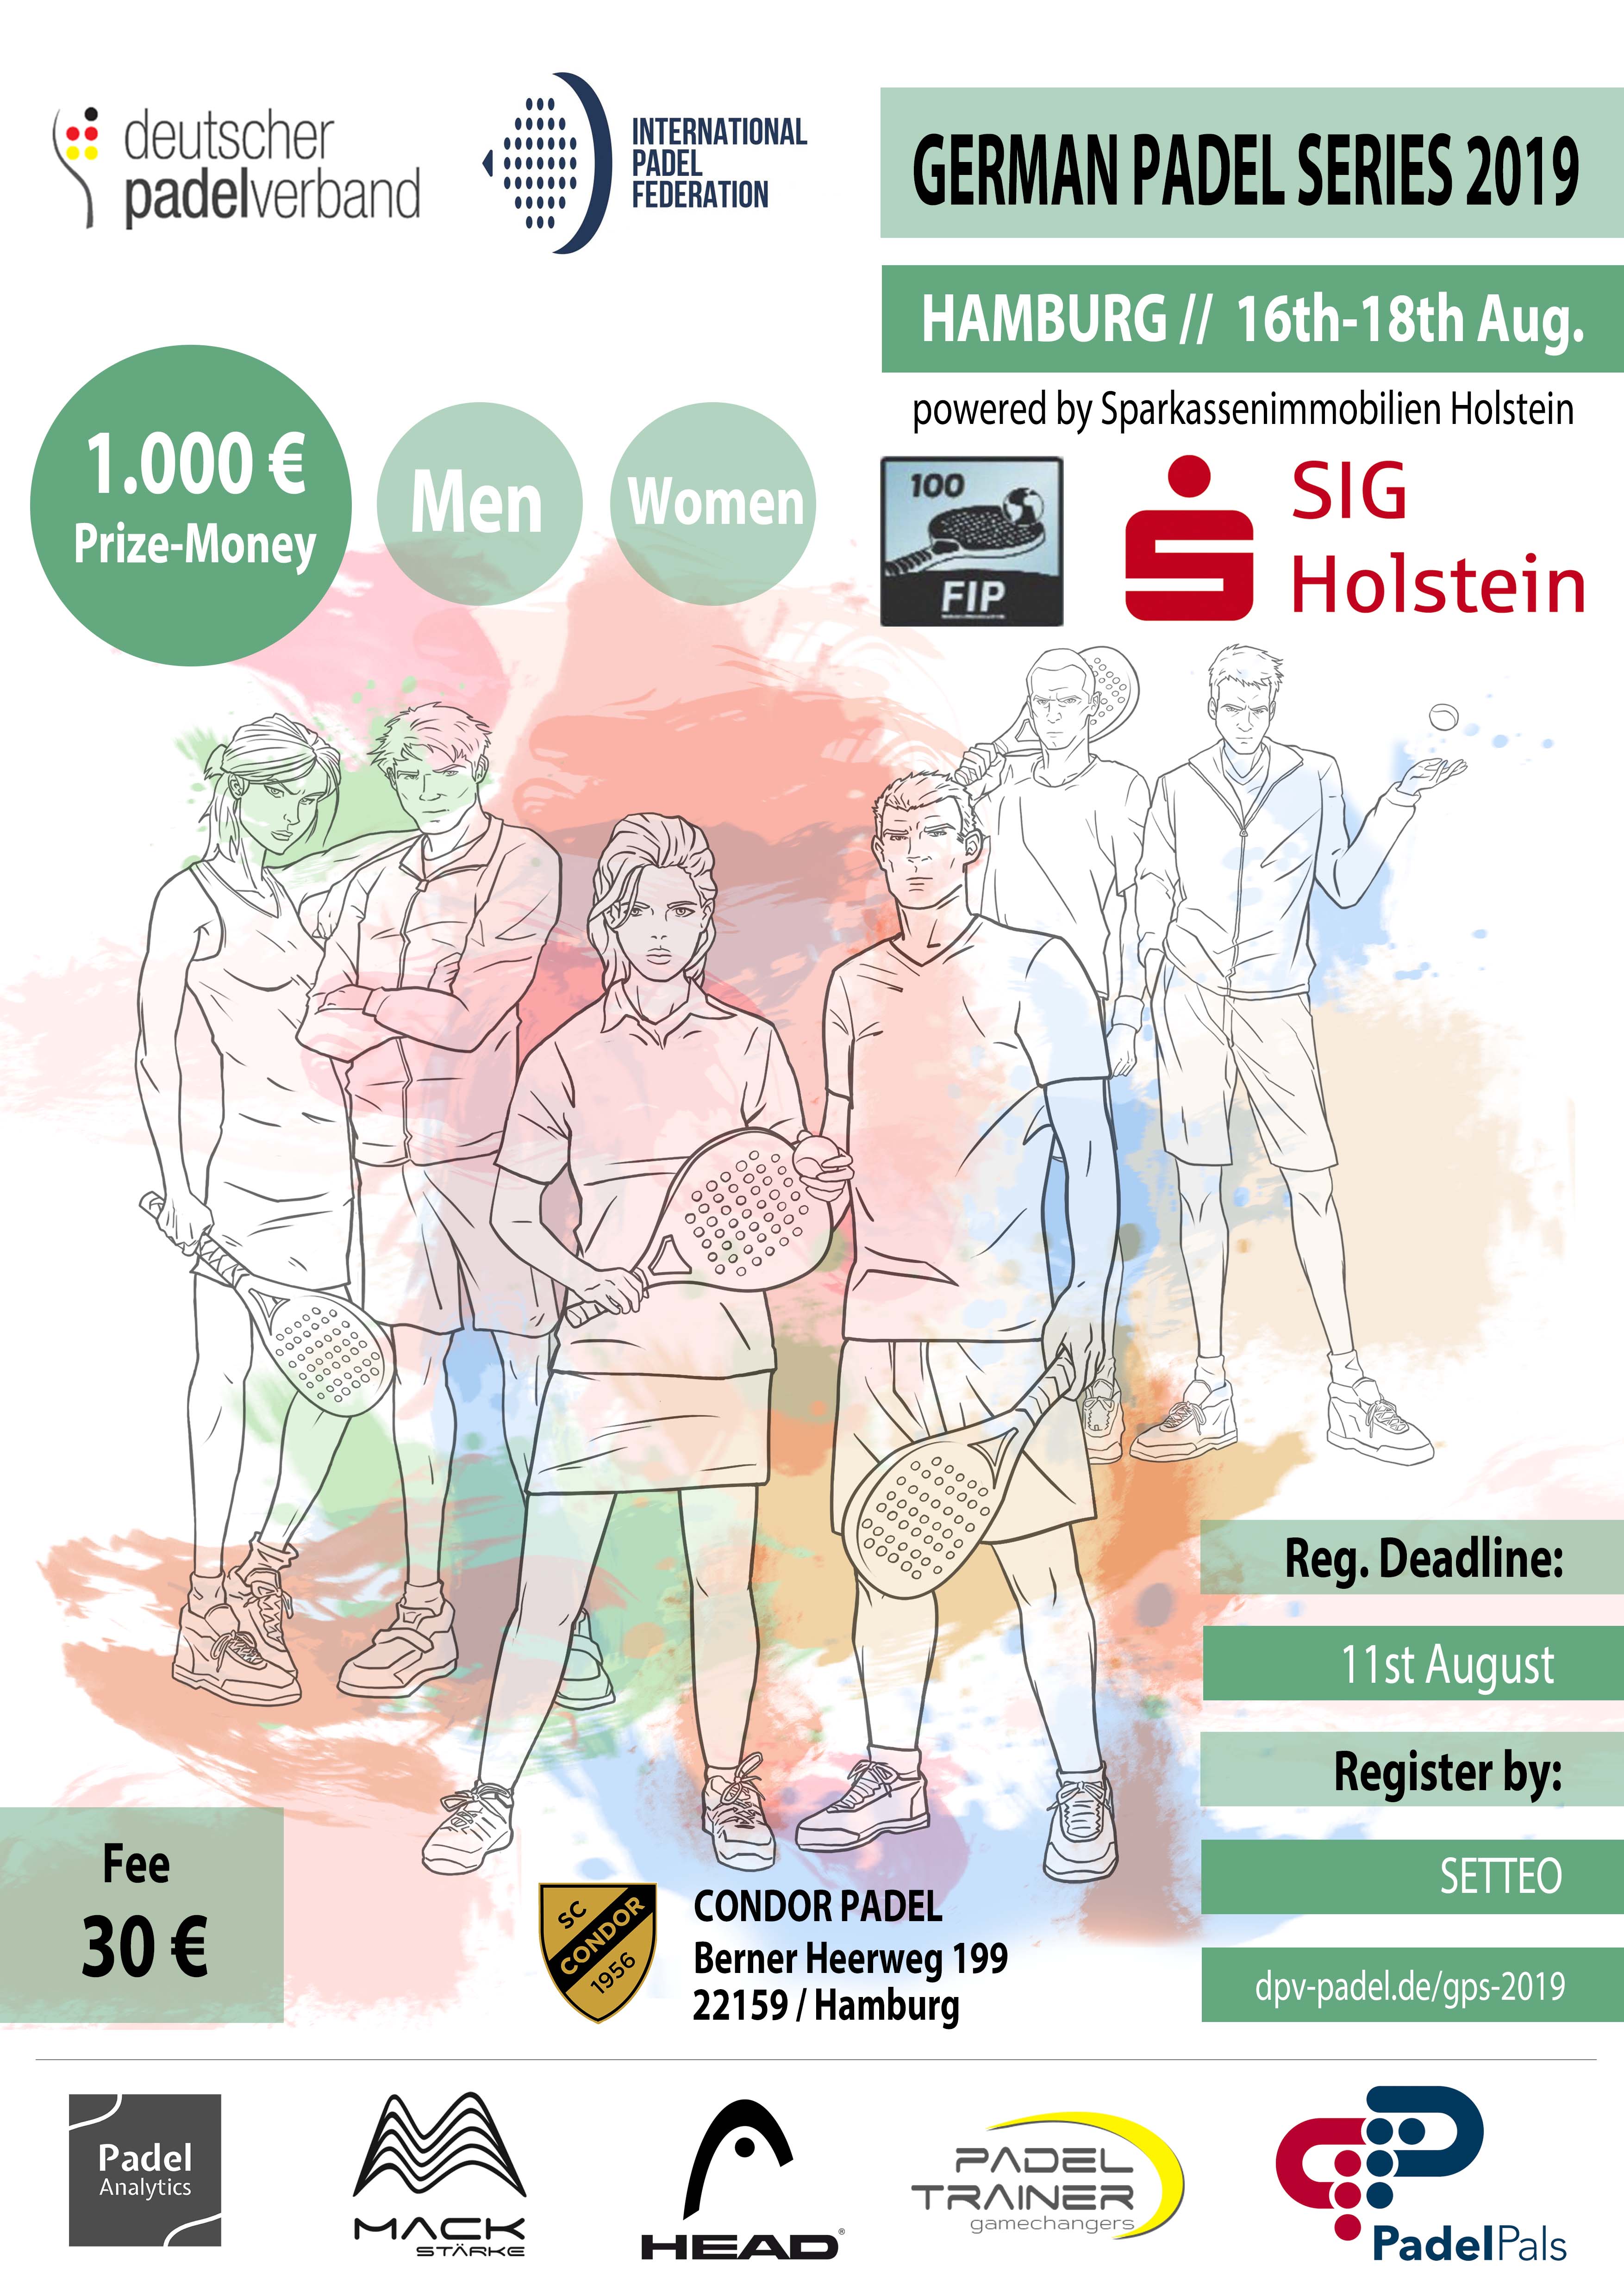 deutscher
padelverband
INTERNATIONAL
PADEL
FEDERATION
GERMAN PADEL SERIES 2019
HAMBURG // 16th-18th Aug.
powered by Sparkassenimmobilien Holstein
1.000 €
Prize-Money
Men
Women
100
FIP
SIG
Holstein
Reg. Deadline:
11st August
Register by:
SETTEO
dpv-padel.de/gps-2019
Fee
30 €
SC
CONDOR
1956
CONDOR PADEL
Berner Heerweg 199
22159 / Hamburg
Padel
Analytics
MACK
STÄRKE
HEAD®
PADEL
TRAINER
gamechangers
PadelPals